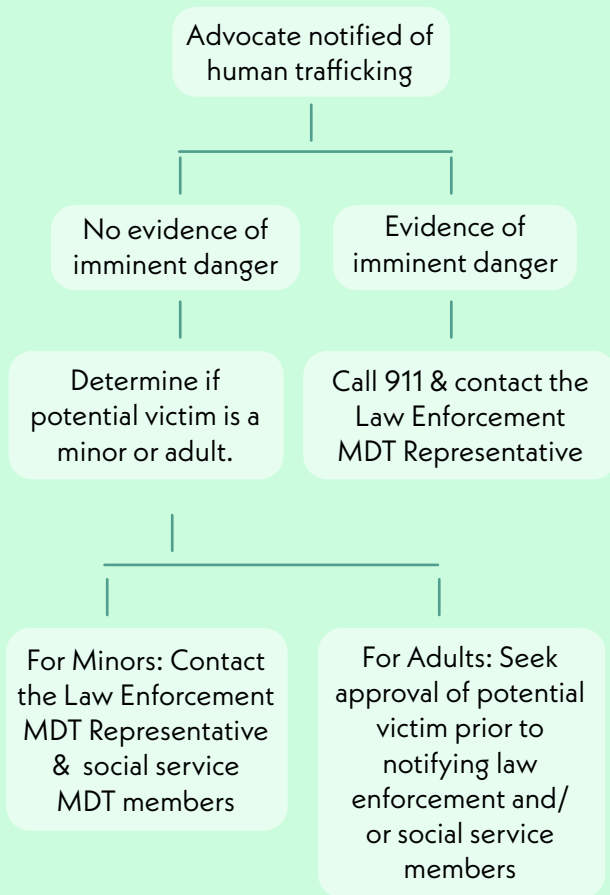 Advocate notified of
human trafficking
No evidence of
imminent danger
Evidence of
imminent danger
Determine if
potential victim is a
minor or adult.
Call 911 & contact the
Law Enforcement
MDT Representative
For Minors: Contact
the Law Enforcement
MDT Representative
& social service
MDT members
For Adults: Seek
approval of potential
victim prior to
notifying law
enforcement and/
or social service
members